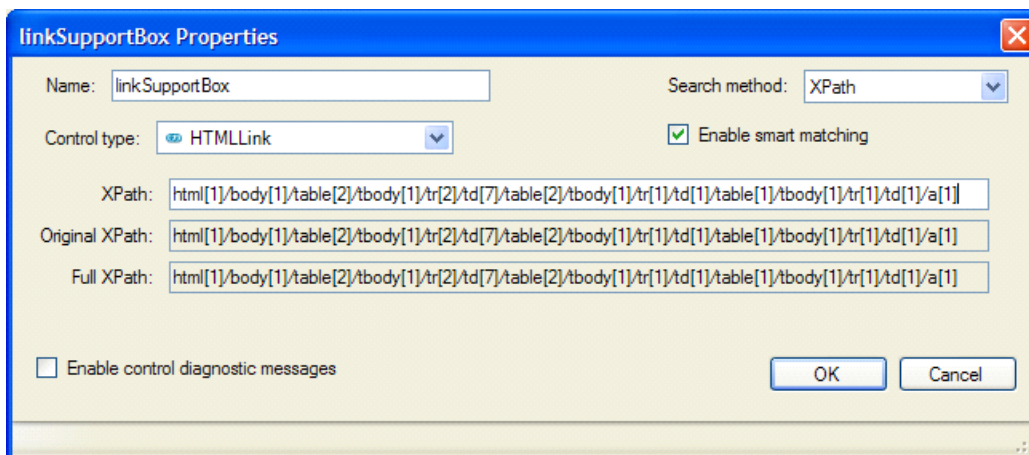 linkSupportBox Properties
Name: linkSupportBox Search method: XPath
Control type: HTMLLink Enable smart matching
XPath: html[1]/body[1]/table[2]/tbody[1]/tr[2]/td[7]/table[2]/tbody[1]/tr[1]/td[1]/table[1]/tbody[1]/tr[1]/td[1]/a[1]
Original XPath: html[1]/body[1]/table[2]/tbody[1]/tr[2]/td[7]/table[2]/tbody[1]/tr[1]/td[1]/table[1]/tbody[1]/tr[1]/td[1]/a[1]
Full XPath: html[1]/body[1]/table[2]/tbody[1]/tr[2]/td[7]/table[2]/tbody[1]/tr[1]/td[1]/table[1]/tbody[1]/tr[1]/td[1]/a[1]
Enable control diagnostic messages OK Cancel